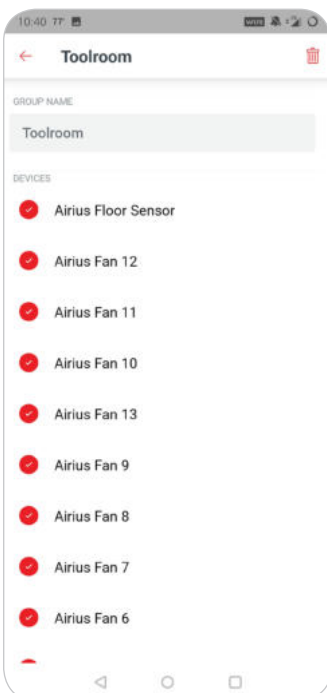 10:40 77°
Toolroom
GROUP NAME
Toolroom
DEVICES
Airius Floor Sensor
Airius Fan 12
Airius Fan 11
Airius Fan 10
Airius Fan 13
Airius Fan 9
Airius Fan 8
Airius Fan 7
Airius Fan 6